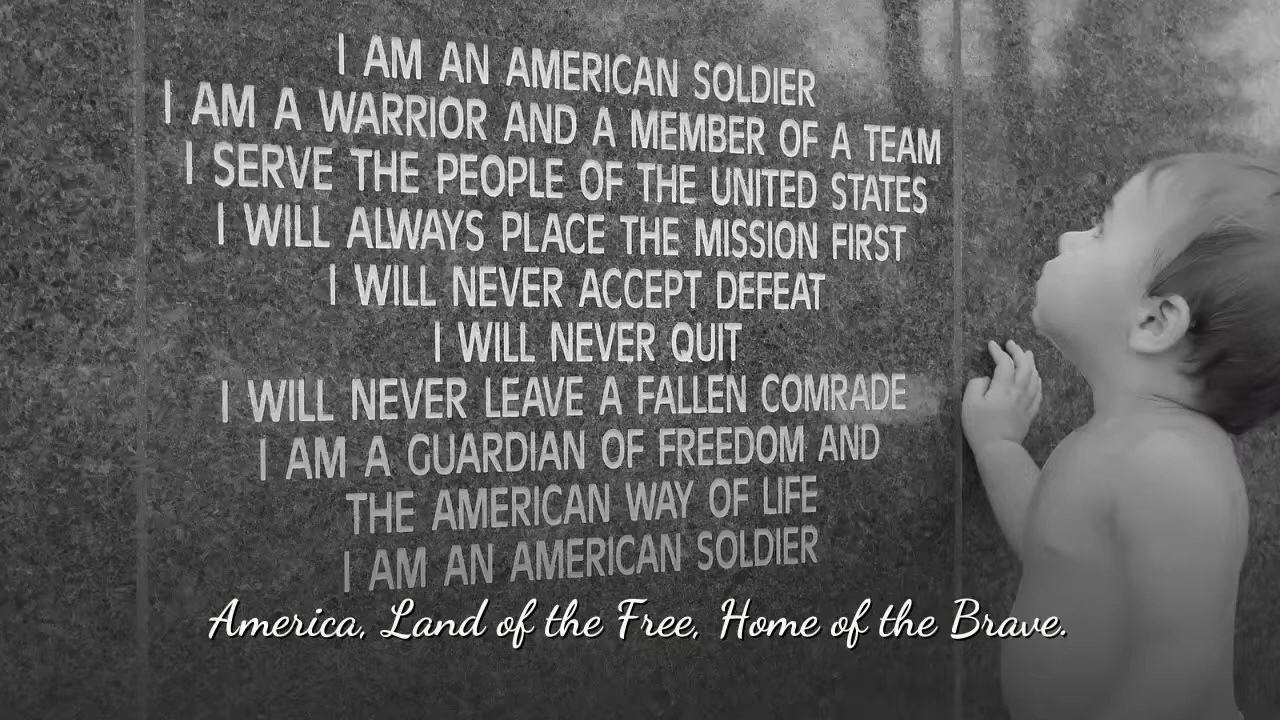 I AM AN AMERICAN SOLDIER
I AM A WARRIOR AND A MEMBER OF A TEAM
I SERVE THE PEOPLE OF THE UNITED STATES
I WILL ALWAYS PLACE THE MISSION FIRST
I WILL NEVER ACCEPT DEFEAT
I WILL NEVER QUIT
I WILL NEVER LEAVE A FALLEN COMRADE
I AM A GUARDIAN OF FREEDOM AND
THE AMERICAN WAY OF LIFE
I AM AN AMERICAN SOLDIER
America, Land of the Free, Home of the Brave.